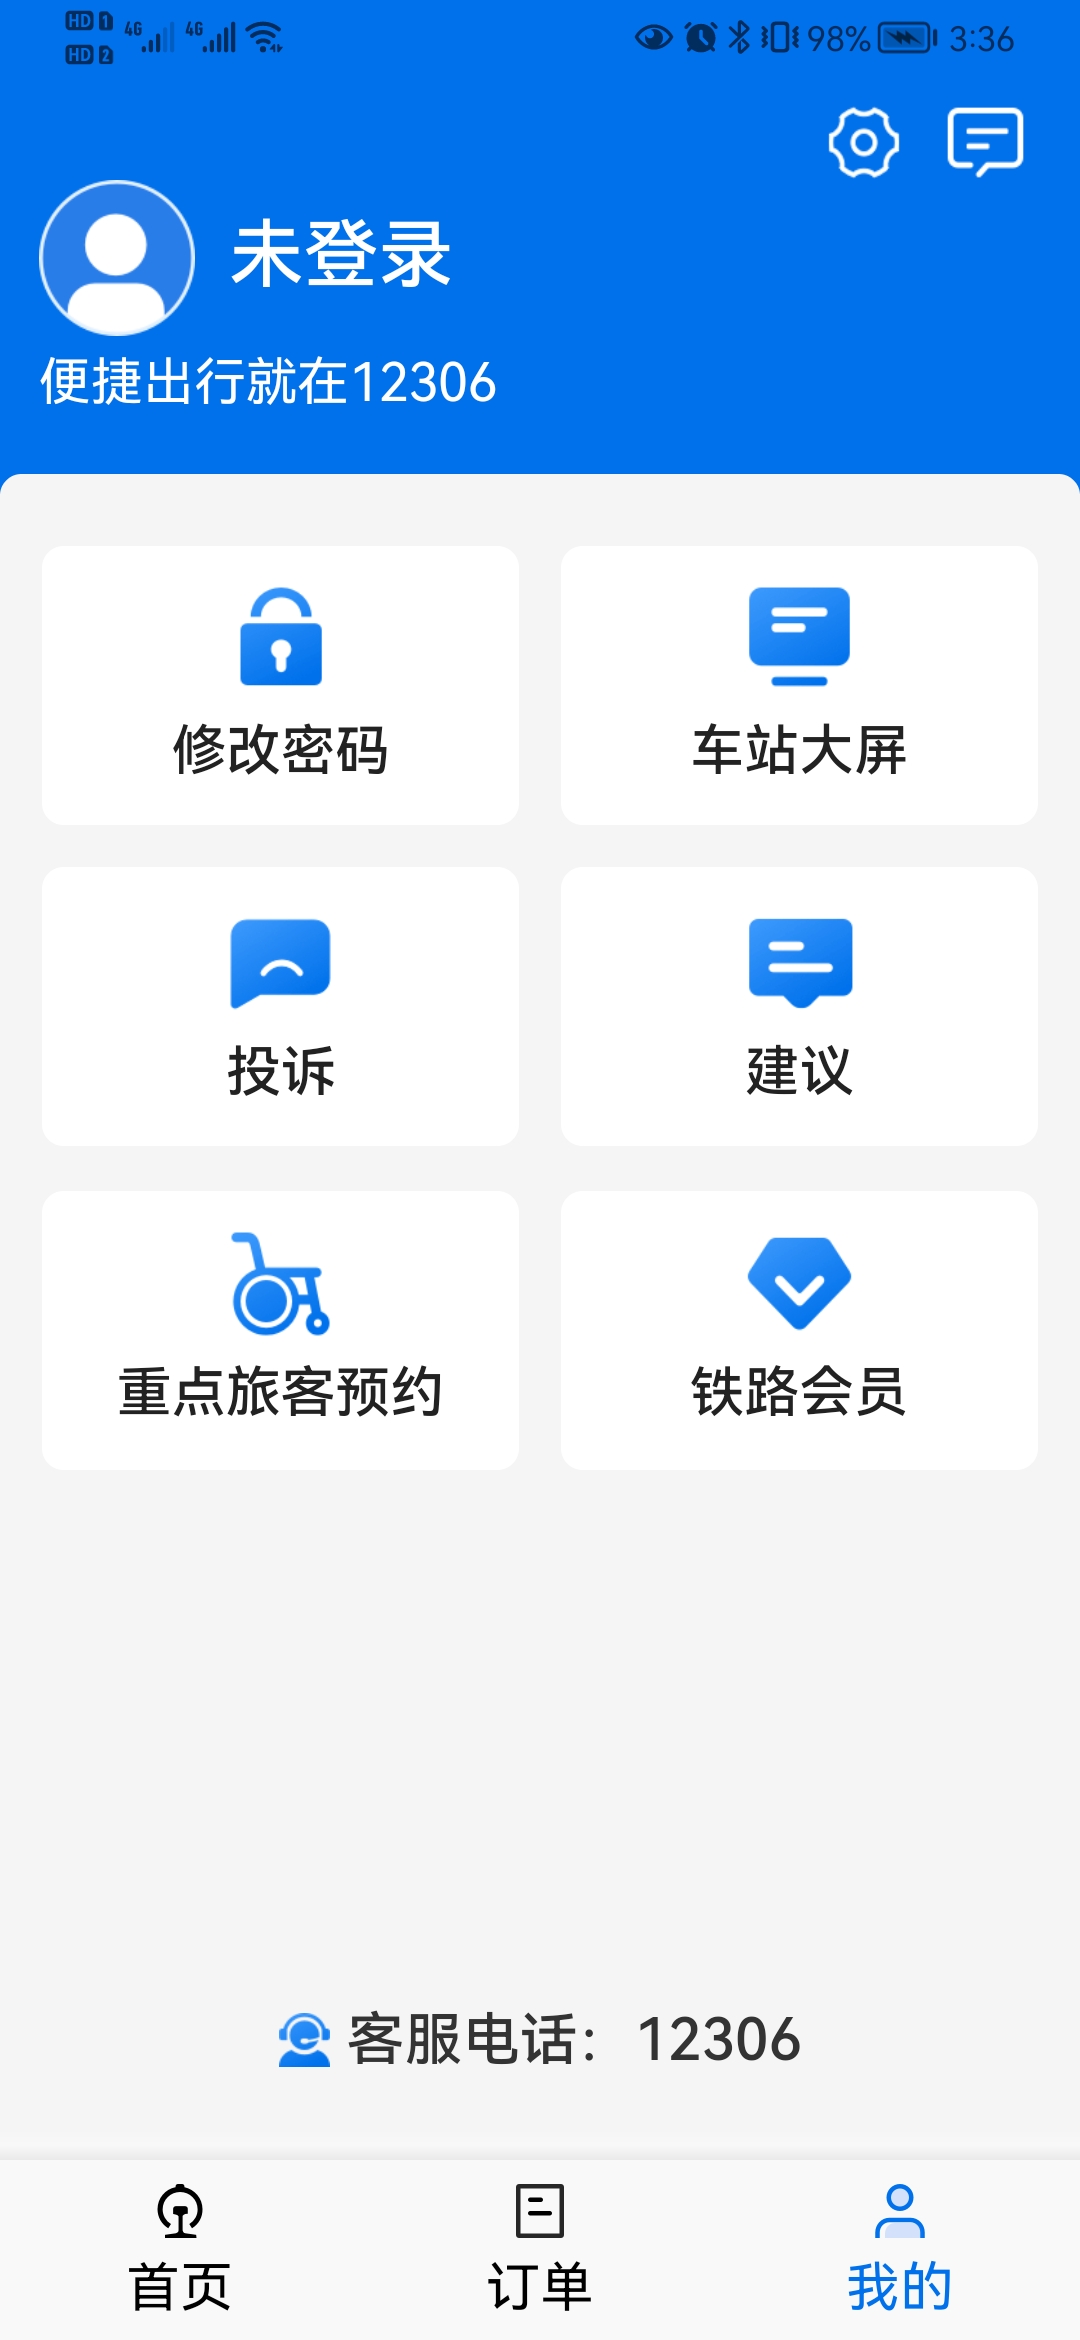 HD 1 4G 4G 98% 3:36
HD 2
未登录
便捷出行就在12306
修改密码 车站大屏
投诉 建议
重点旅客预约 铁路会员
客服电话：12306
首页 订单 我的